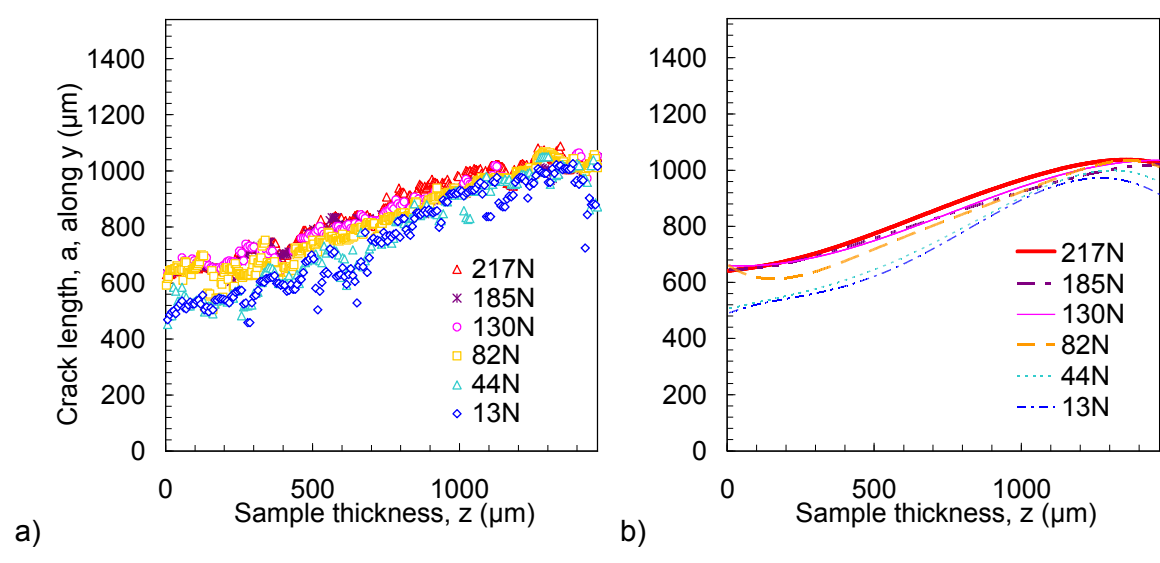 1400
1200
1000
800
600
400
200
0
Crack length, a, along y (μm)
217N
185N
130N
82N
44N
13N
0 500 1000
Sample thickness, z (μm)
a)
1400
1200
1000
800
600
400
200
0
217N
185N
130N
82N
44N
13N
0 500 1000
Sample thickness, z (μm)
b)